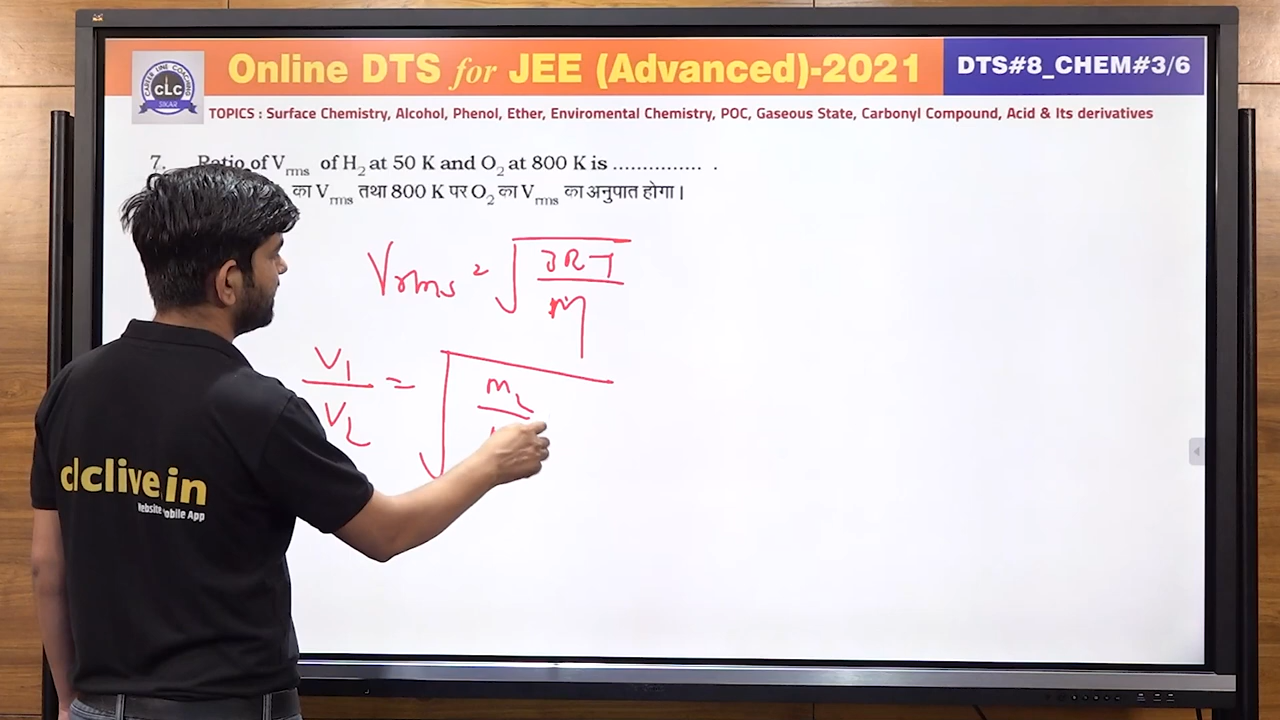 Online DTS for JEE (Advanced)-2021
DTS#8_CHEM#3/6
CAREER LINE COACHING
CLC
SIKAR
TOPICS : Surface Chemistry, Alcohol, Phenol, Ether, Enviromental Chemistry, POC, Gaseous State, Carbonyl Compound, Acid & Its derivatives
7. Ratio of Vrms of H2 at 50 K and O2 at 800 K is ............... .
का Vrms तथा 800 K पर O2 का Vrms का अनुपात होगा।
Vrms = √(3RT/M)
V1/V2 = √(M2/
clclive.in
Website Mobile App